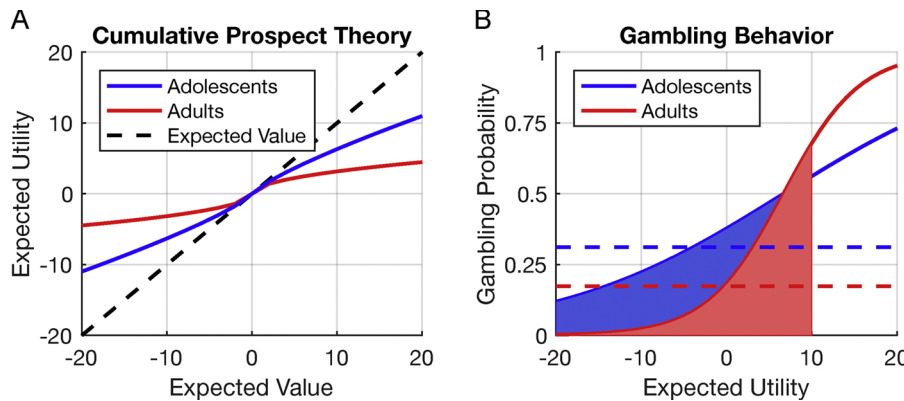 A
Cumulative Prospect Theory
20
10
0
-10
-20
Expected Utility
Adolescents
Adults
Expected Value
-20 -10 0 10 20
Expected Value
B
Gambling Behavior
1
0.75
0.5
0.25
0
Gambling Probability
Adolescents
Adults
-20 -10 0 10 20
Expected Utility